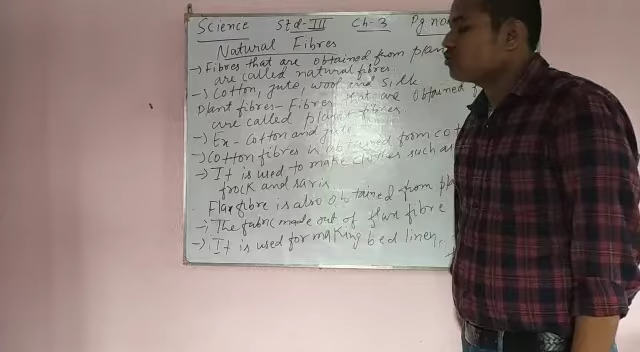 Science Std-III Ch-3 Pg no
Natural Fibres
→ Fibres that are obtained from plan
are called natural fibres.
→ Cotton, jute, wool and silk
Plant fibres - Fibres that are obtained f
are called plant fibres
→ Ex - Cotton and jute
→ Cotton fibres is obtained from cot
→ It is used to make clothes such as
frock and saris
Flax fibre is also obtained from pla
→ The fabric made out of flax fibre
→ It is used for making bed linen,